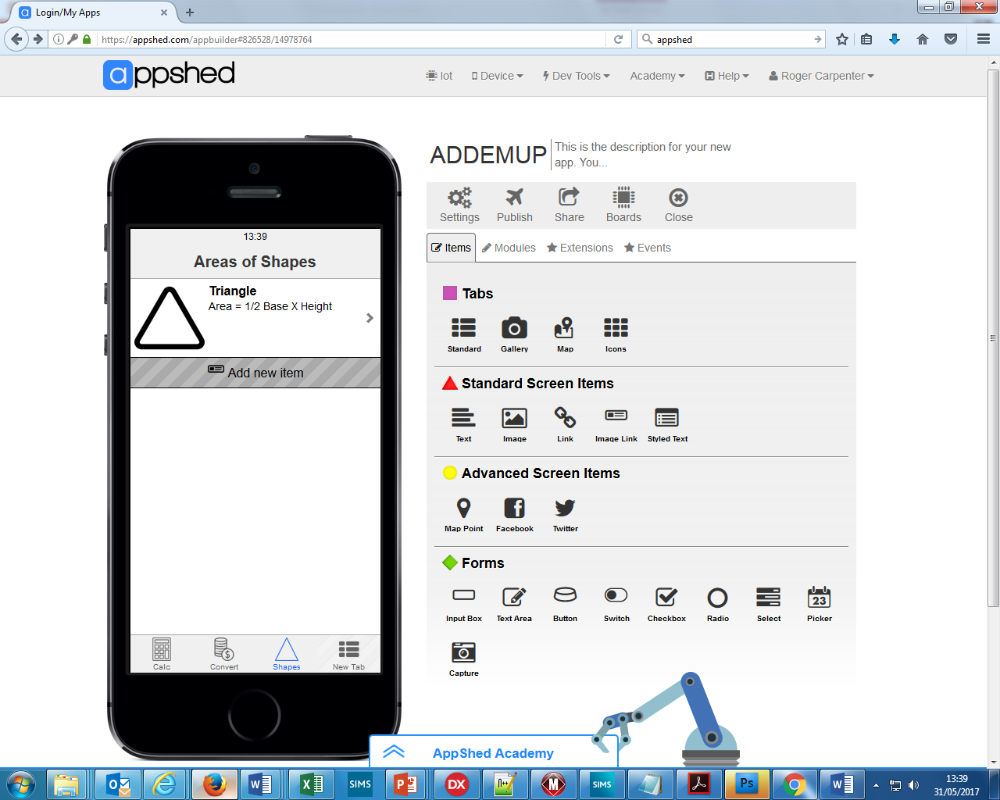 Login/My Apps
https://appshed.com/appbuilder#826528/14978764
appshed
appshed
Iot
Device
Dev Tools
Academy
Help
Roger Carpenter
ADDEMUP
This is the description for your new
app. You...
Settings
Publish
Share
Boards
Close
Items
Modules
Extensions
Events
13:39
Areas of Shapes
Triangle
Area = 1/2 Base X Height
Add new item
Calc
Convert
Shapes
New Tab
Tabs
Standard
Gallery
Map
Icons
Standard Screen Items
Text
Image
Link
Image Link
Styled Text
Advanced Screen Items
Map Point
Facebook
Twitter
Forms
Input Box
Text Area
Button
Switch
Checkbox
Radio
Select
23
Picker
Capture
AppShed Academy
SIMS
DX
N++
M
SIMS
Ps
13:39
31/05/2017